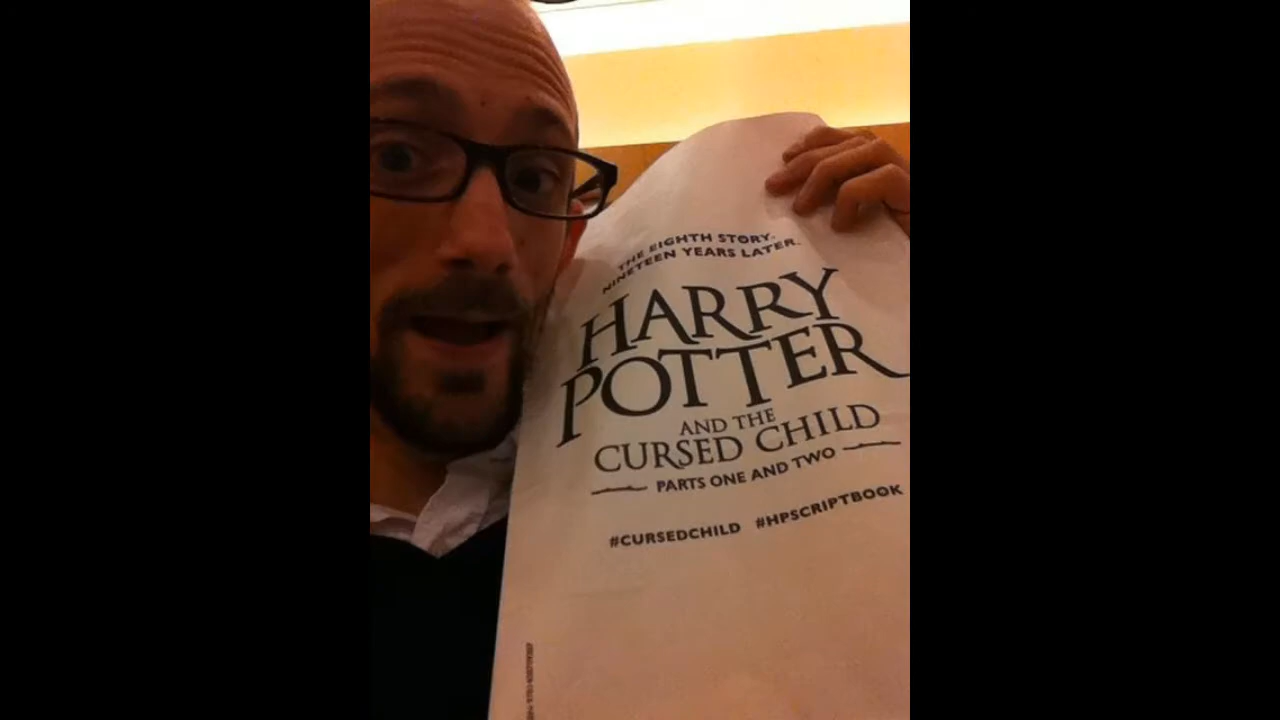 THE EIGHTH STORY.
NINETEEN YEARS LATER.
HARRY
POTTER
AND THE
CURSED CHILD
PARTS ONE AND TWO
#CURSEDCHILD #HPSCRIPTBOOK